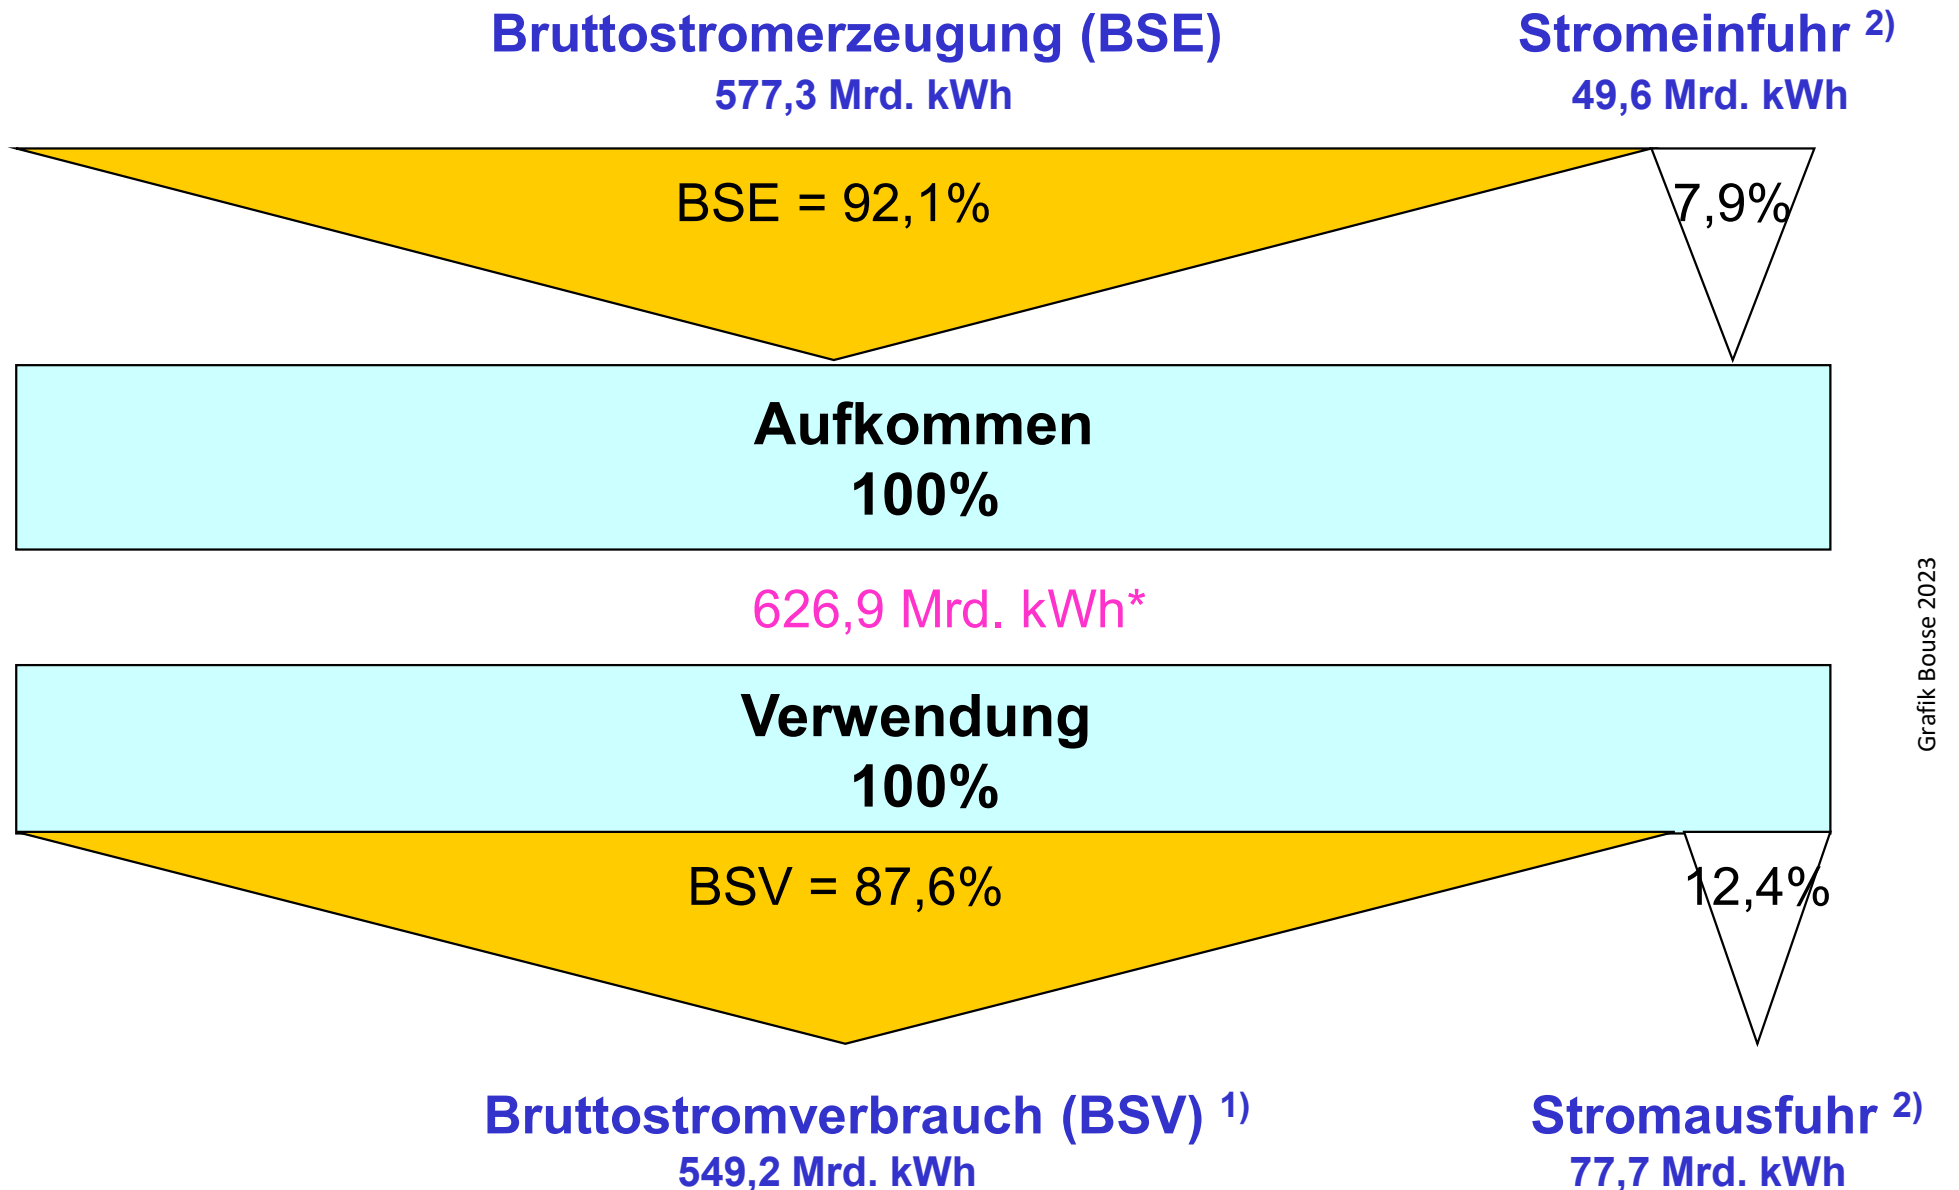 Bruttostromerzeugung (BSE)
577,3 Mrd. kWh
Stromeinfuhr 2)
49,6 Mrd. kWh
BSE = 92,1%
7,9%
Aufkommen
100%
626,9 Mrd. kWh*
Verwendung
100%
BSV = 87,6%
12,4%
Bruttostromverbrauch (BSV) 1)
549,2 Mrd. kWh
Stromausfuhr 2)
77,7 Mrd. kWh
Grafik Bouse 2023